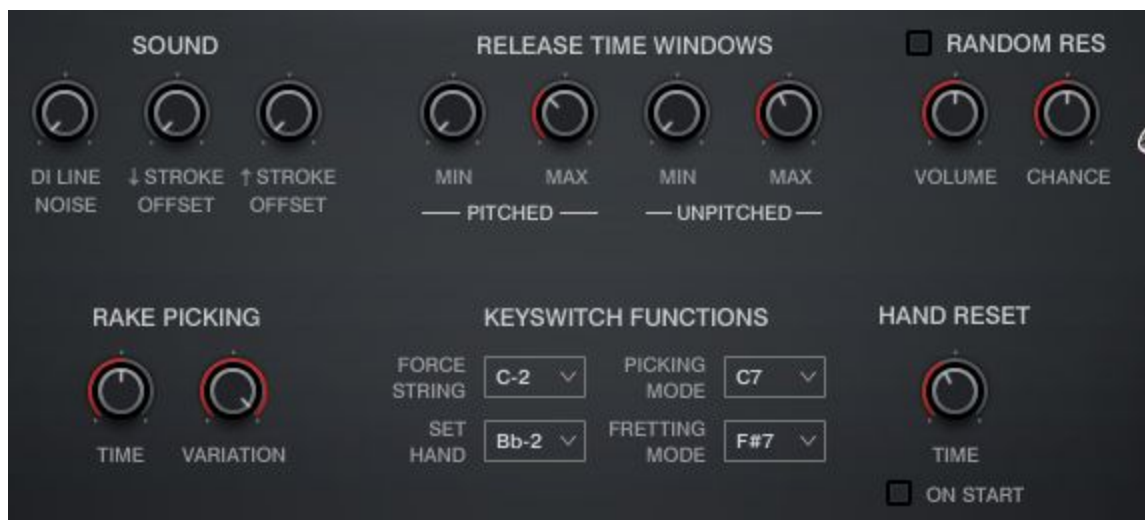 SOUND
DI LINE NOISE
↓ STROKE OFFSET
↑ STROKE OFFSET
RELEASE TIME WINDOWS
MIN
MAX
PITCHED
MIN
MAX
UNPITCHED
RANDOM RES
VOLUME
CHANCE
RAKE PICKING
TIME
VARIATION
KEYSWITCH FUNCTIONS
FORCE STRING
C-2
PICKING MODE
C7
SET HAND
Bb-2
FRETTING MODE
F#7
HAND RESET
TIME
ON START